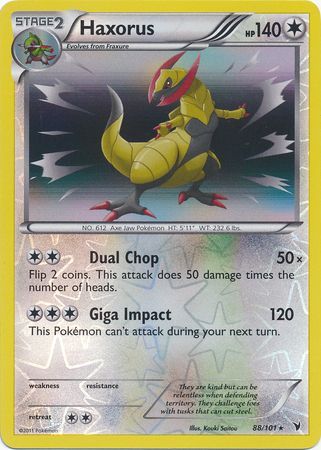 STAGE2
Haxorus
HP140
Evolves from Fraxure
NO. 612 Axe Jaw Pokémon HT: 5'11" WT: 232.6 lbs.
Dual Chop 50×
Flip 2 coins. This attack does 50 damage times
the number of heads.
Giga Impact 120
This Pokémon can't attack during your next turn.
weakness resistance
They are kind but can be
relentless when defending
territory. They challenge foes
with tusks that can cut steel.
retreat
©2011 Pokémon
Illus. Kouki Saitou
88/101 ★